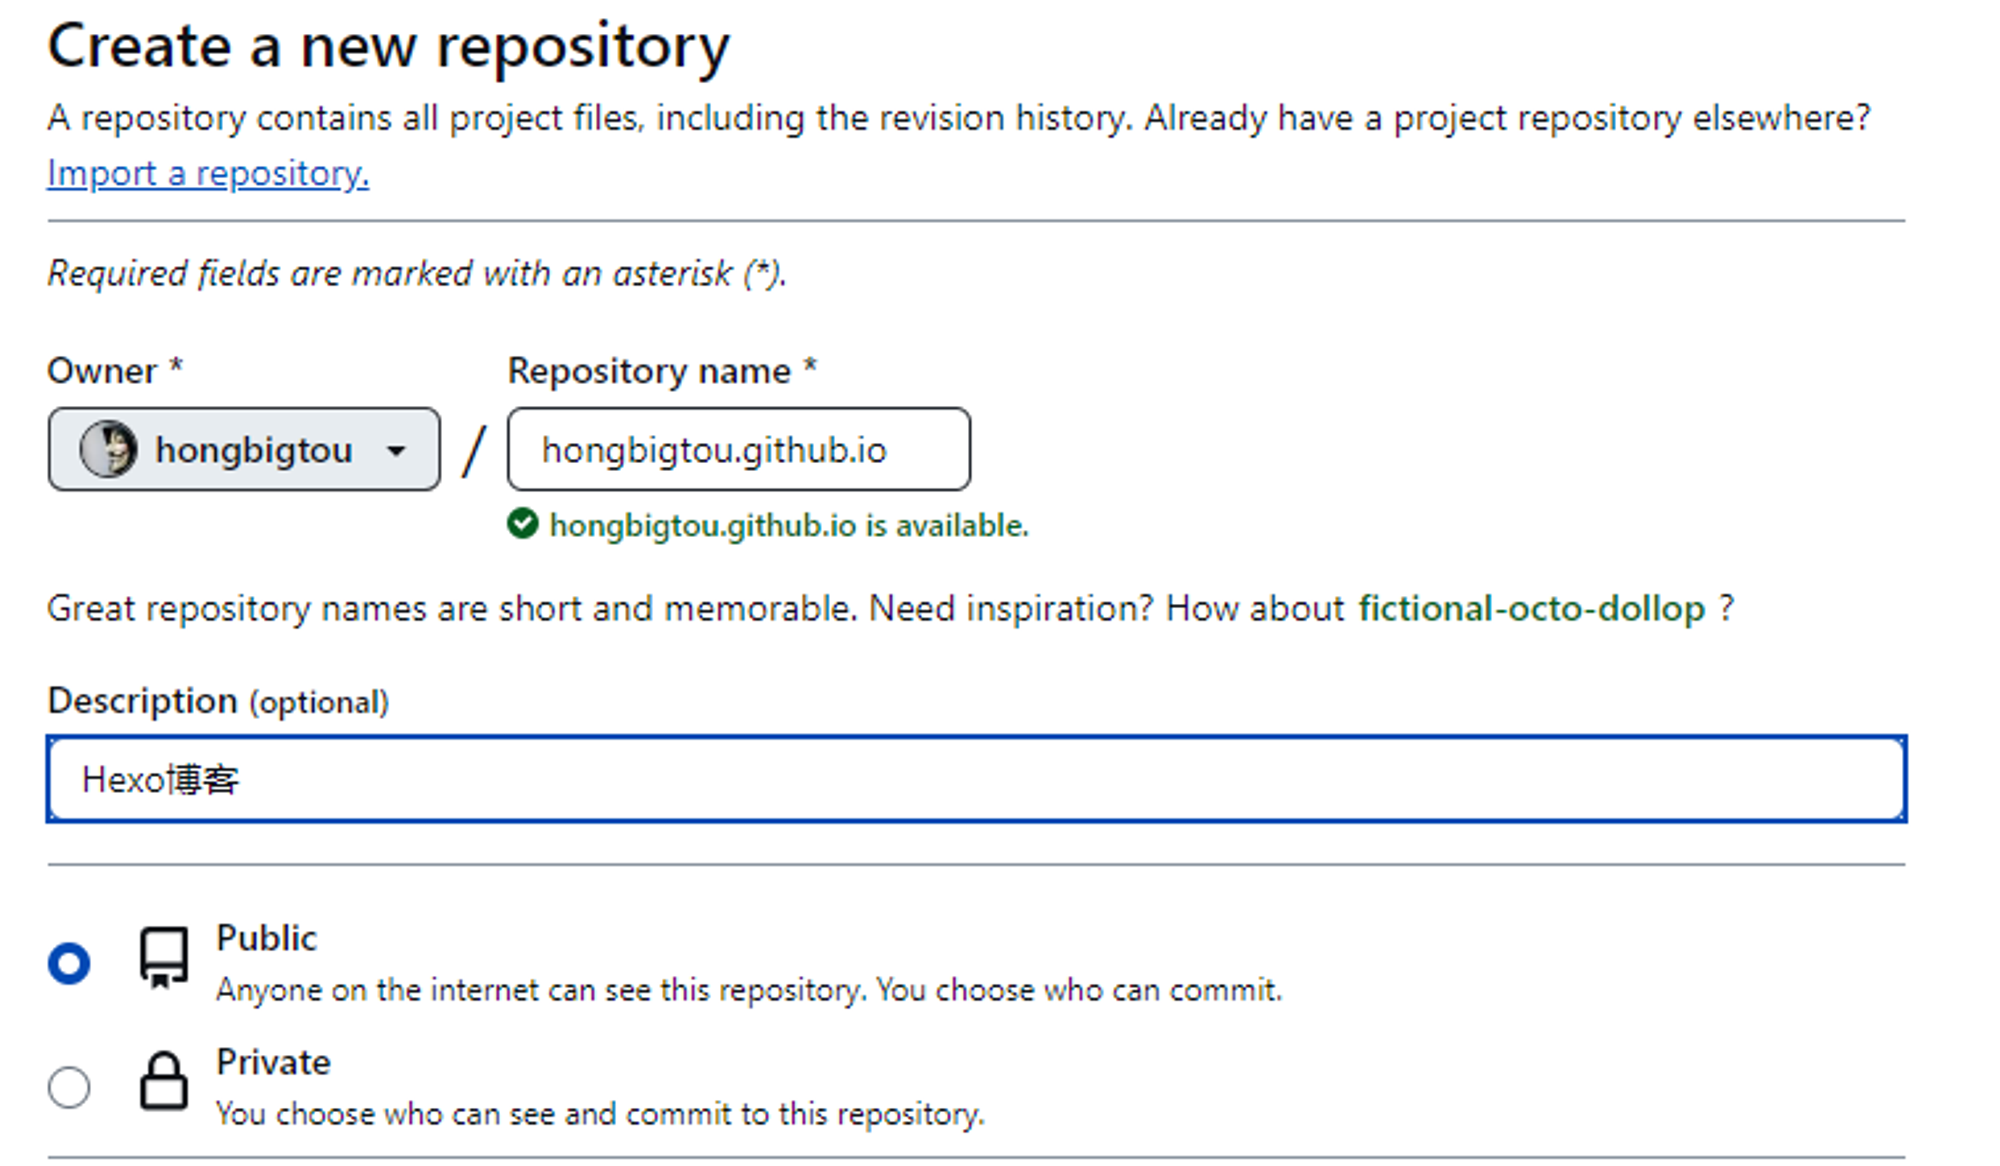 Create a new repository
A repository contains all project files, including the revision history. Already have a project repository elsewhere?
Import a repository.
Required fields are marked with an asterisk (*).
Owner * Repository name *
hongbigtou / hongbigtou.github.io
hongbigtou.github.io is available.
Great repository names are short and memorable. Need inspiration? How about fictional-octo-dollop ?
Description (optional)
Hexo博客
Public
Anyone on the internet can see this repository. You choose who can commit.
Private
You choose who can see and commit to this repository.